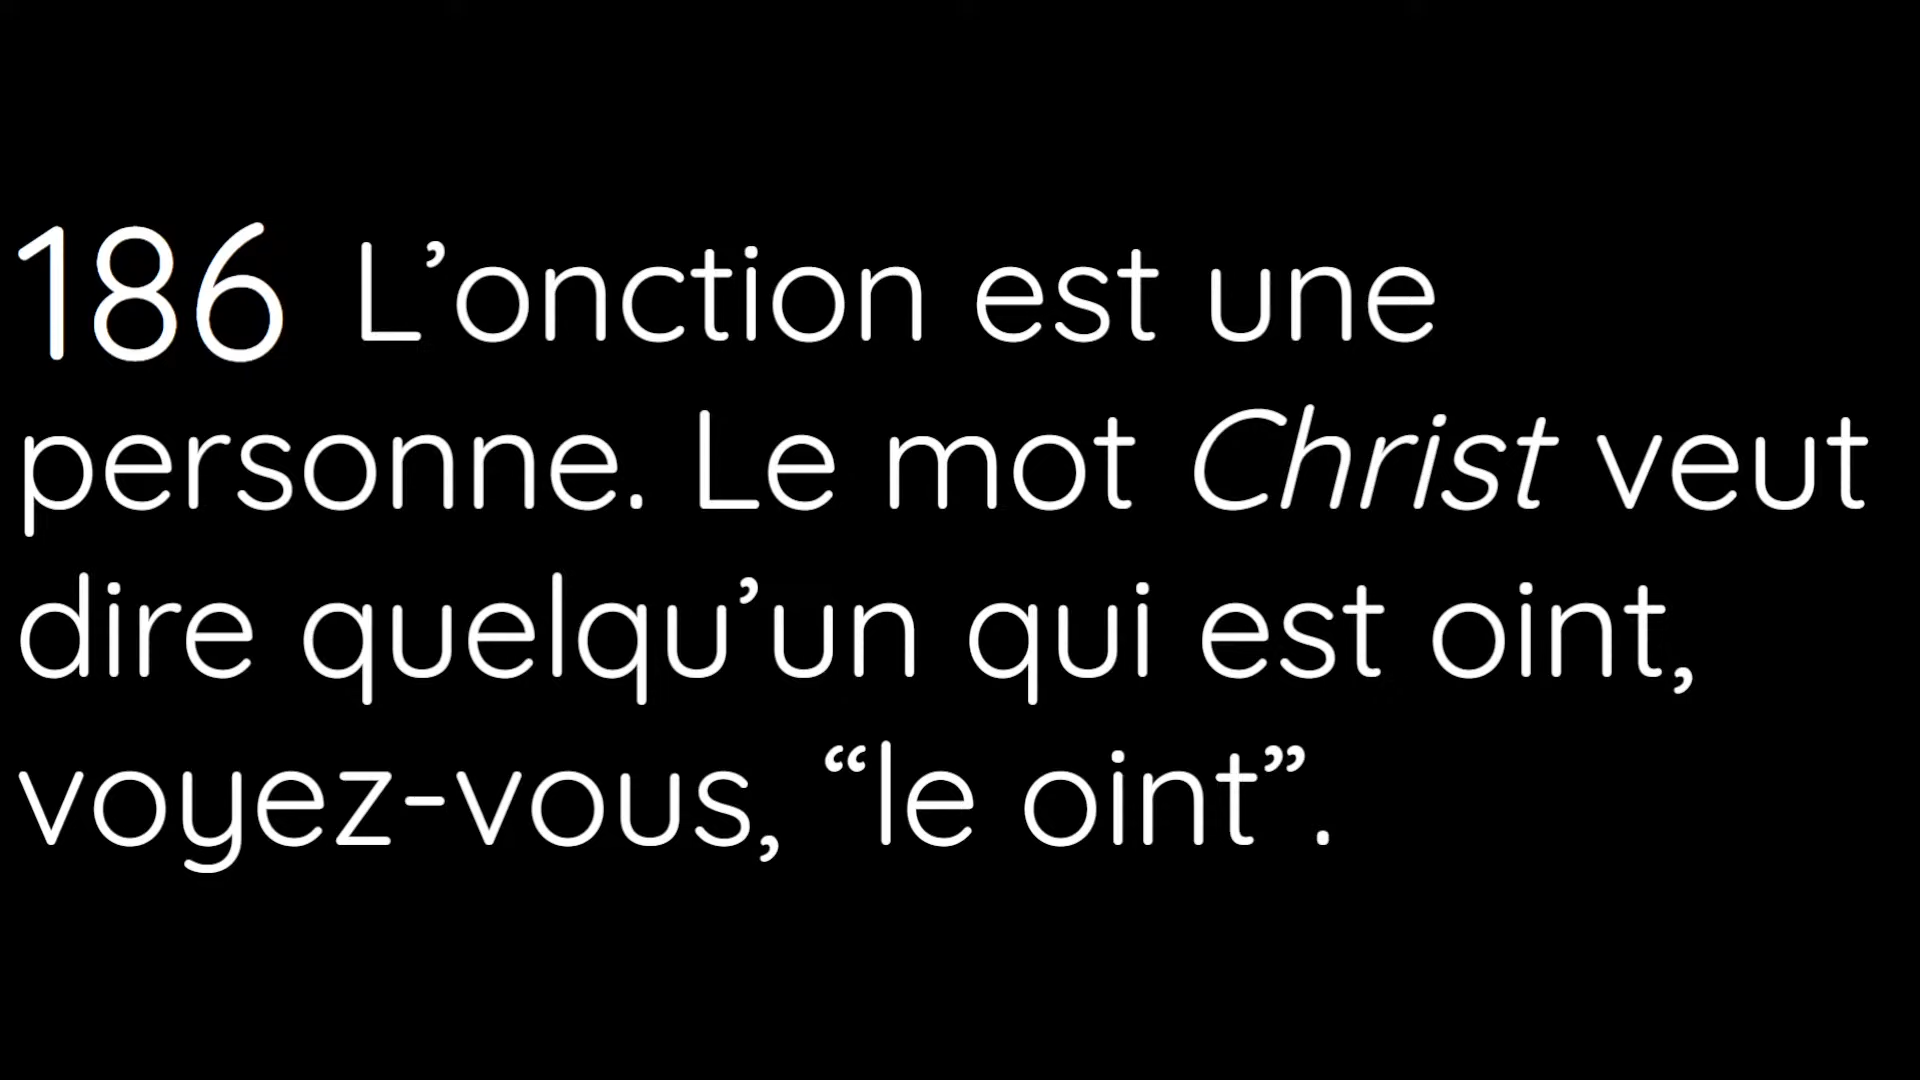 186 L’onction est une
personne. Le mot Christ veut
dire quelqu’un qui est oint,
voyez-vous, “le oint”.